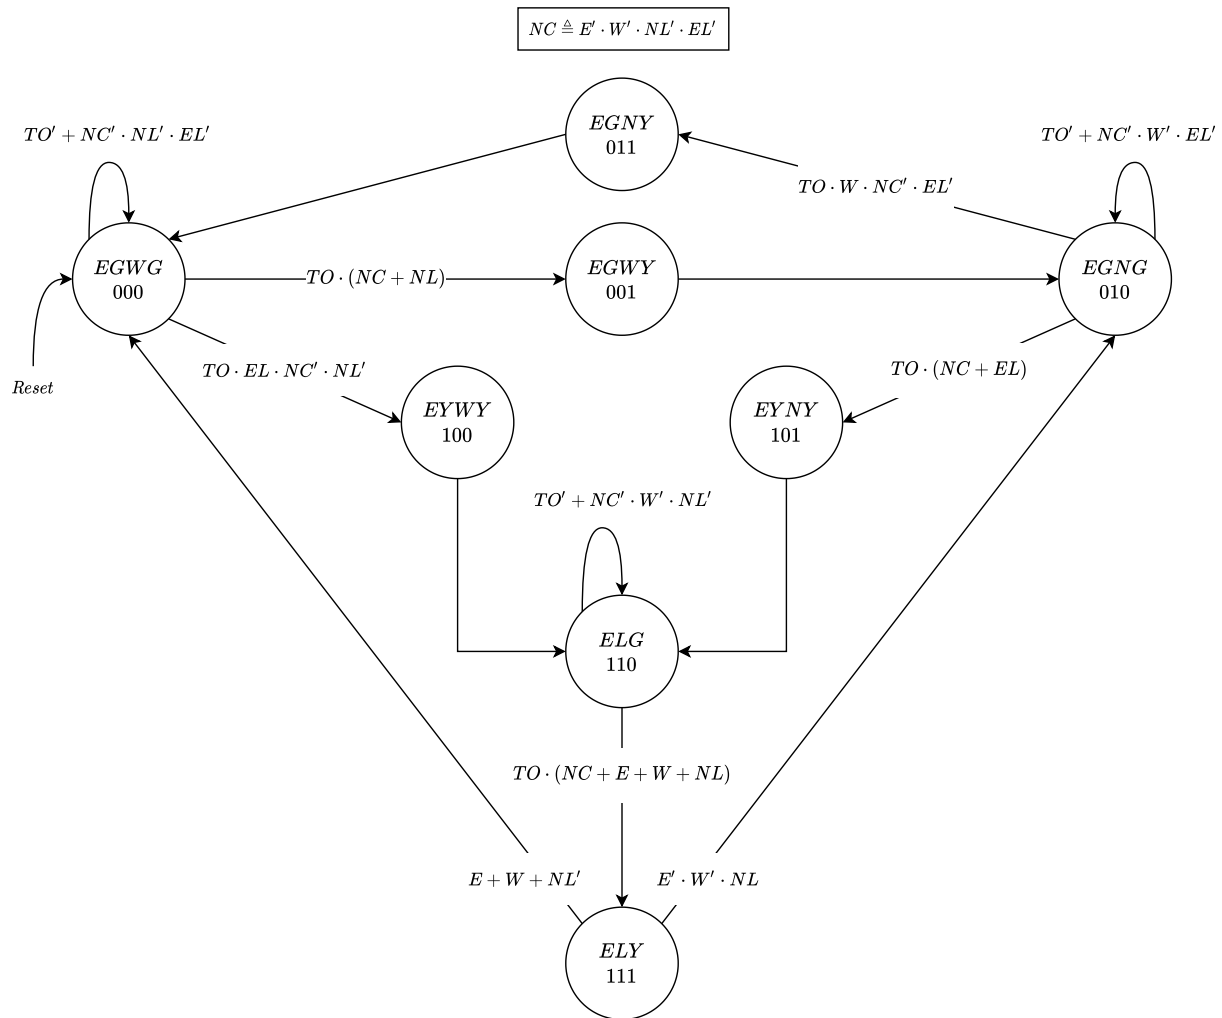 NC ≜ E′ · W′ · NL′ · EL′
EGNY
011
TO′ + NC′ · NL′ · EL′
TO′ + NC′ · W′ · EL′
TO · W · NC′ · EL′
EGWG
000
TO · (NC + NL)
EGWY
001
EGNG
010
Reset
TO · EL · NC′ · NL′
TO · (NC + EL)
EYWY
100
EYNY
101
TO′ + NC′ · W′ · NL′
ELG
110
TO · (NC + E + W + NL)
E + W + NL′
E′ · W′ · NL
ELY
111